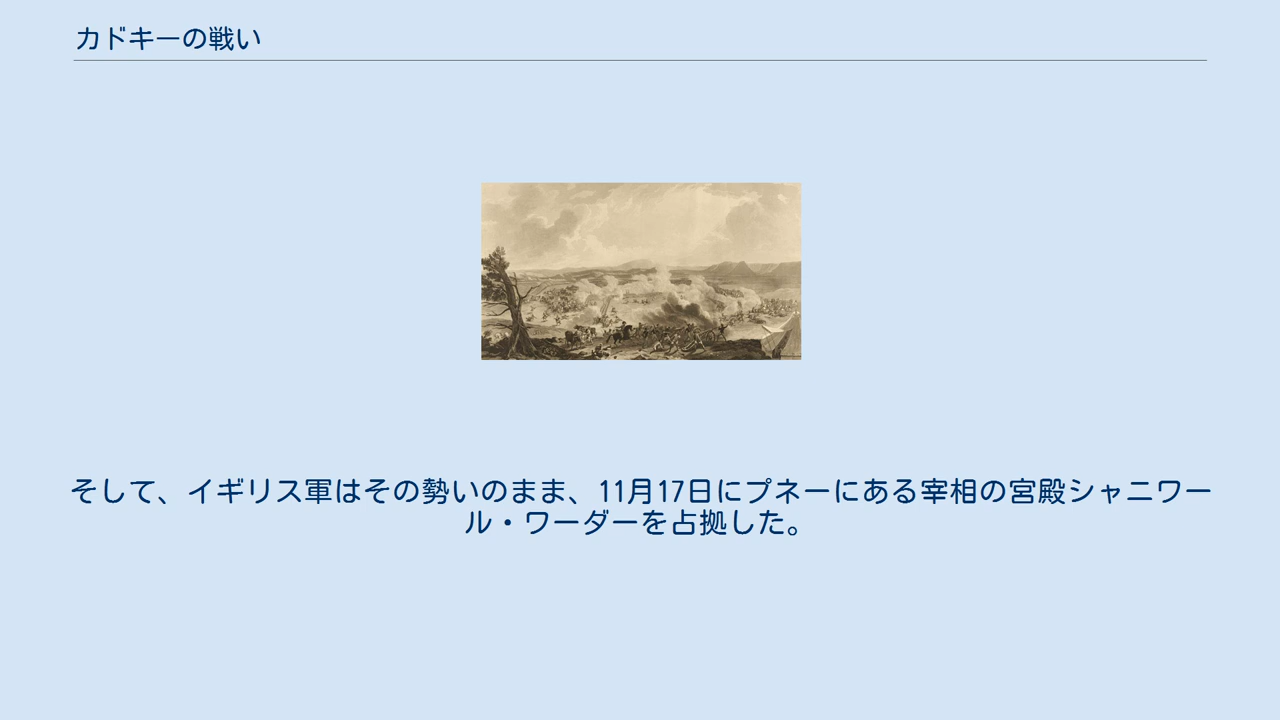 カドキーの戦い
そして、イギリス軍はその勢いのまま、11月17日にプネーにある宰相の宮殿シャニワー
ル・ワーダーを占拠した。